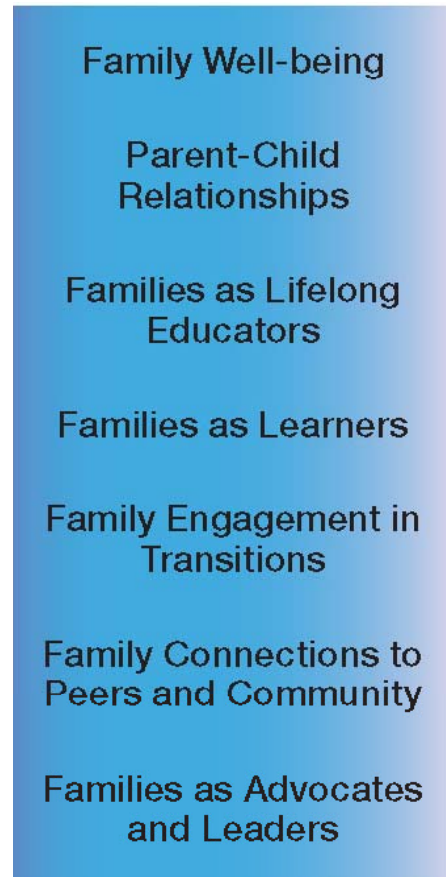 Family Well-being
Parent-Child
Relationships
Families as Lifelong
Educators
Families as Learners
Family Engagement in
Transitions
Family Connections to
Peers and Community
Families as Advocates
and Leaders